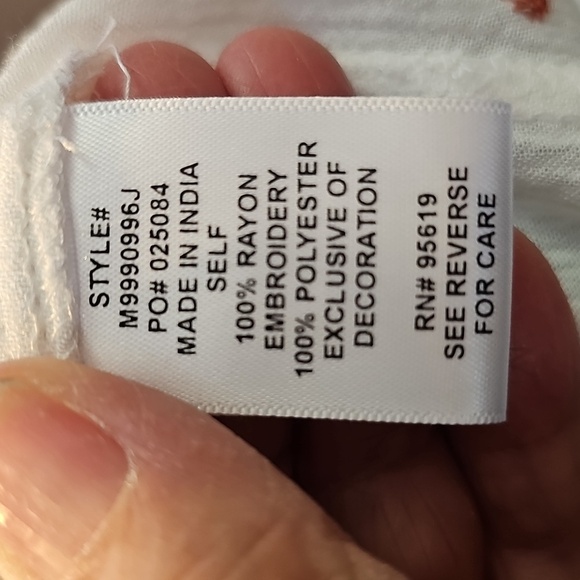 STYLE#
M9990996J
PO# 025084
MADE IN INDIA
SELF
100% RAYON
EMBROIDERY
100% POLYESTER
EXCLUSIVE OF
DECORATION
RN# 95619
SEE REVERSE
FOR CARE